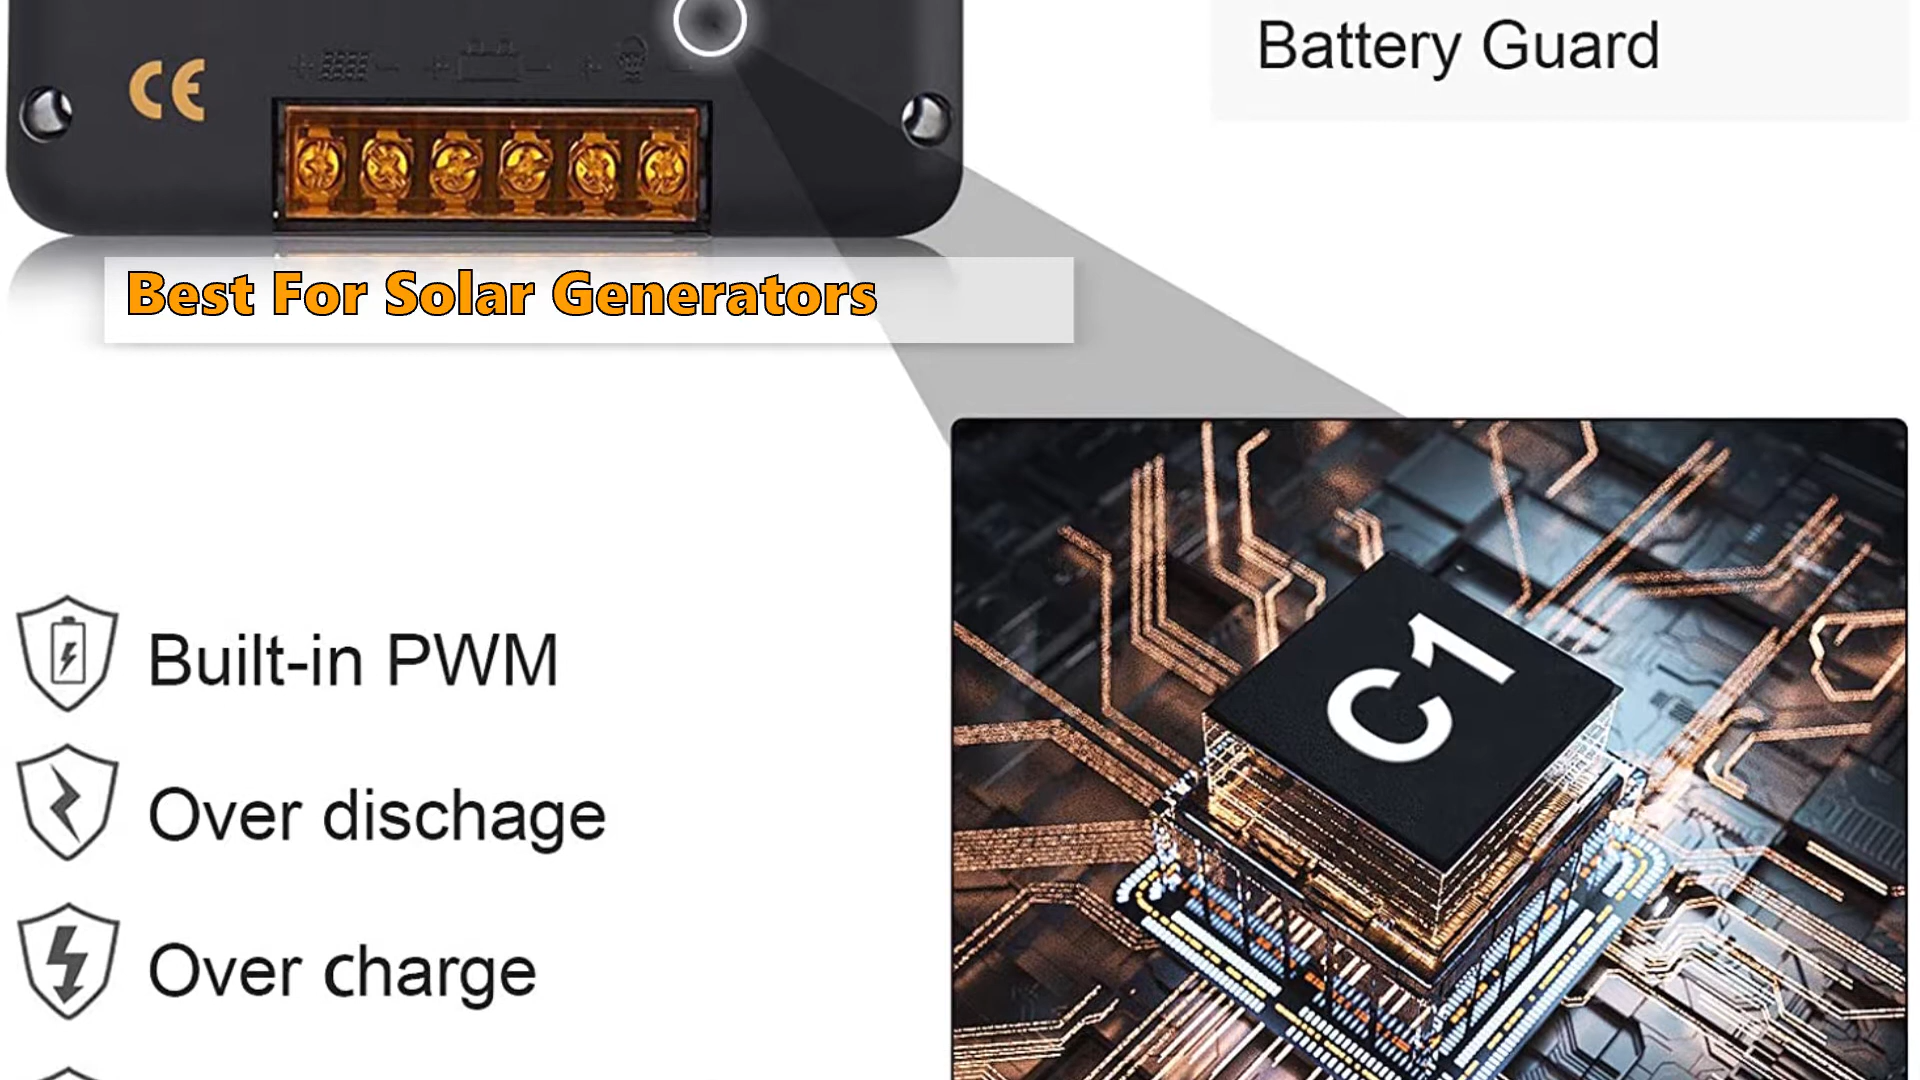 Battery Guard
CE
Best For Solar Generators
Built-in PWM
Over dischage
Over charge
C1